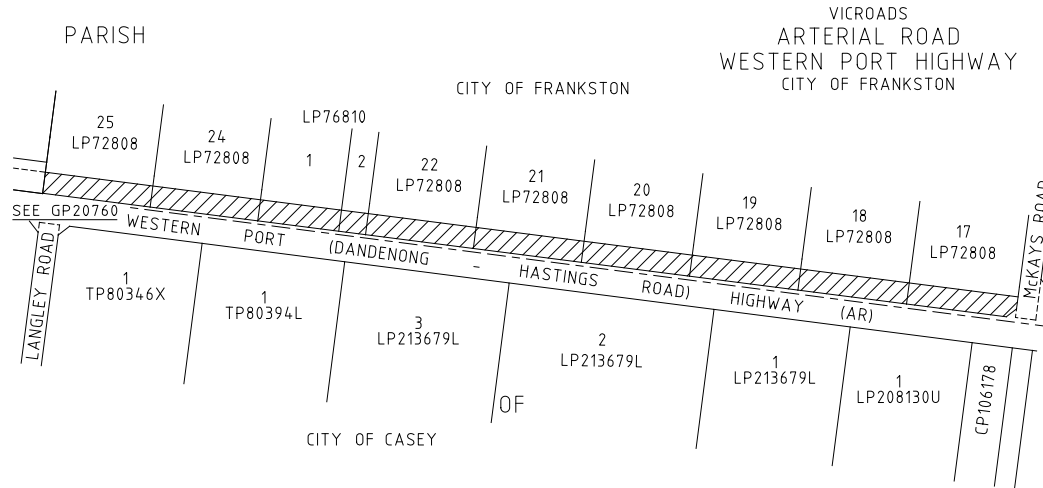 PARISH
VICROADS
ARTERIAL ROAD
WESTERN PORT HIGHWAY
CITY OF FRANKSTON
CITY OF FRANKSTON
25
LP72808
24
LP72808
LP76810
1
2
22
LP72808
21
LP72808
20
LP72808
19
LP72808
18
LP72808
17
LP72808
McKAYS ROAD
SEE GP20760
WESTERN PORT (DANDENONG - HASTINGS ROAD) HIGHWAY (AR)
LANGLEY ROAD
1
TP80346X
1
TP80394L
3
LP213679L
2
LP213679L
1
LP213679L
1
LP208130U
CP106178
OF
CITY OF CASEY